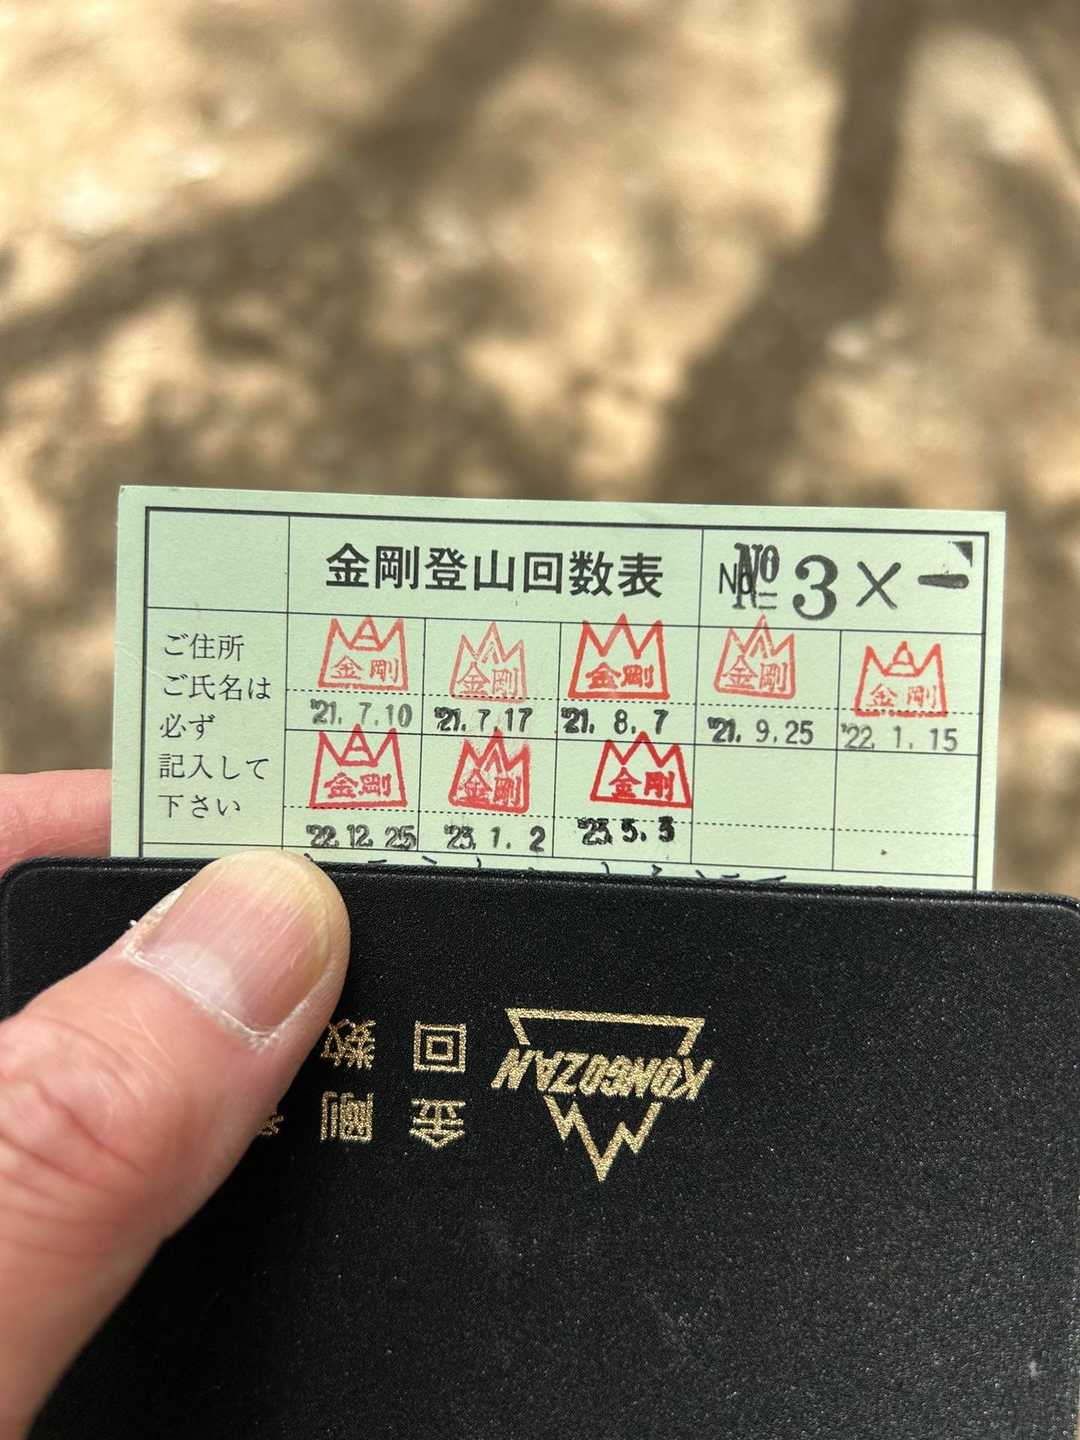 金剛登山回数表
No No 3 × 一
ご住所
ご氏名は
必ず
記入して
下さい
金剛 金剛 金剛 金剛 金剛
'21. 7.10 '21. 7.17 '21. 8. 7 '21. 9.25 '22. 1. 15
金剛 金剛 金剛
'22.12.25 '23. 1. 2 '23. 5. 3
KONGOZAN
金剛
回数